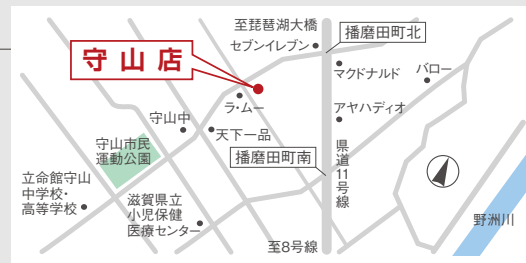 至琵琶湖大橋
セブンイレブン
播磨田町北
守山店
マクドナルド
バロー
ラ・ムー
アヤハディオ
守山中
天下一品
守山市民
運動公園
播磨田町南
県道11号線
立命館守山
中学校・
高等学校
滋賀県立
小児保健
医療センター
野洲川
至8号線